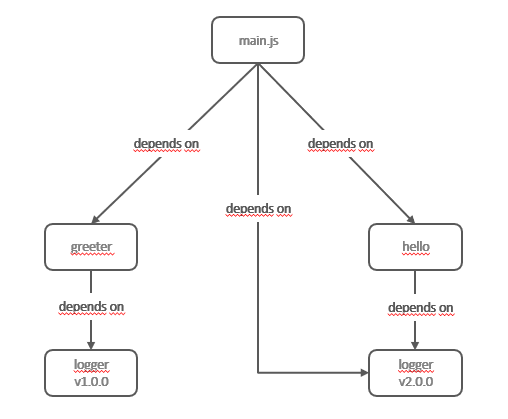 main.js
depends on
depends on
depends on
greeter
hello
depends on
depends on
logger
v1.0.0
logger
v2.0.0